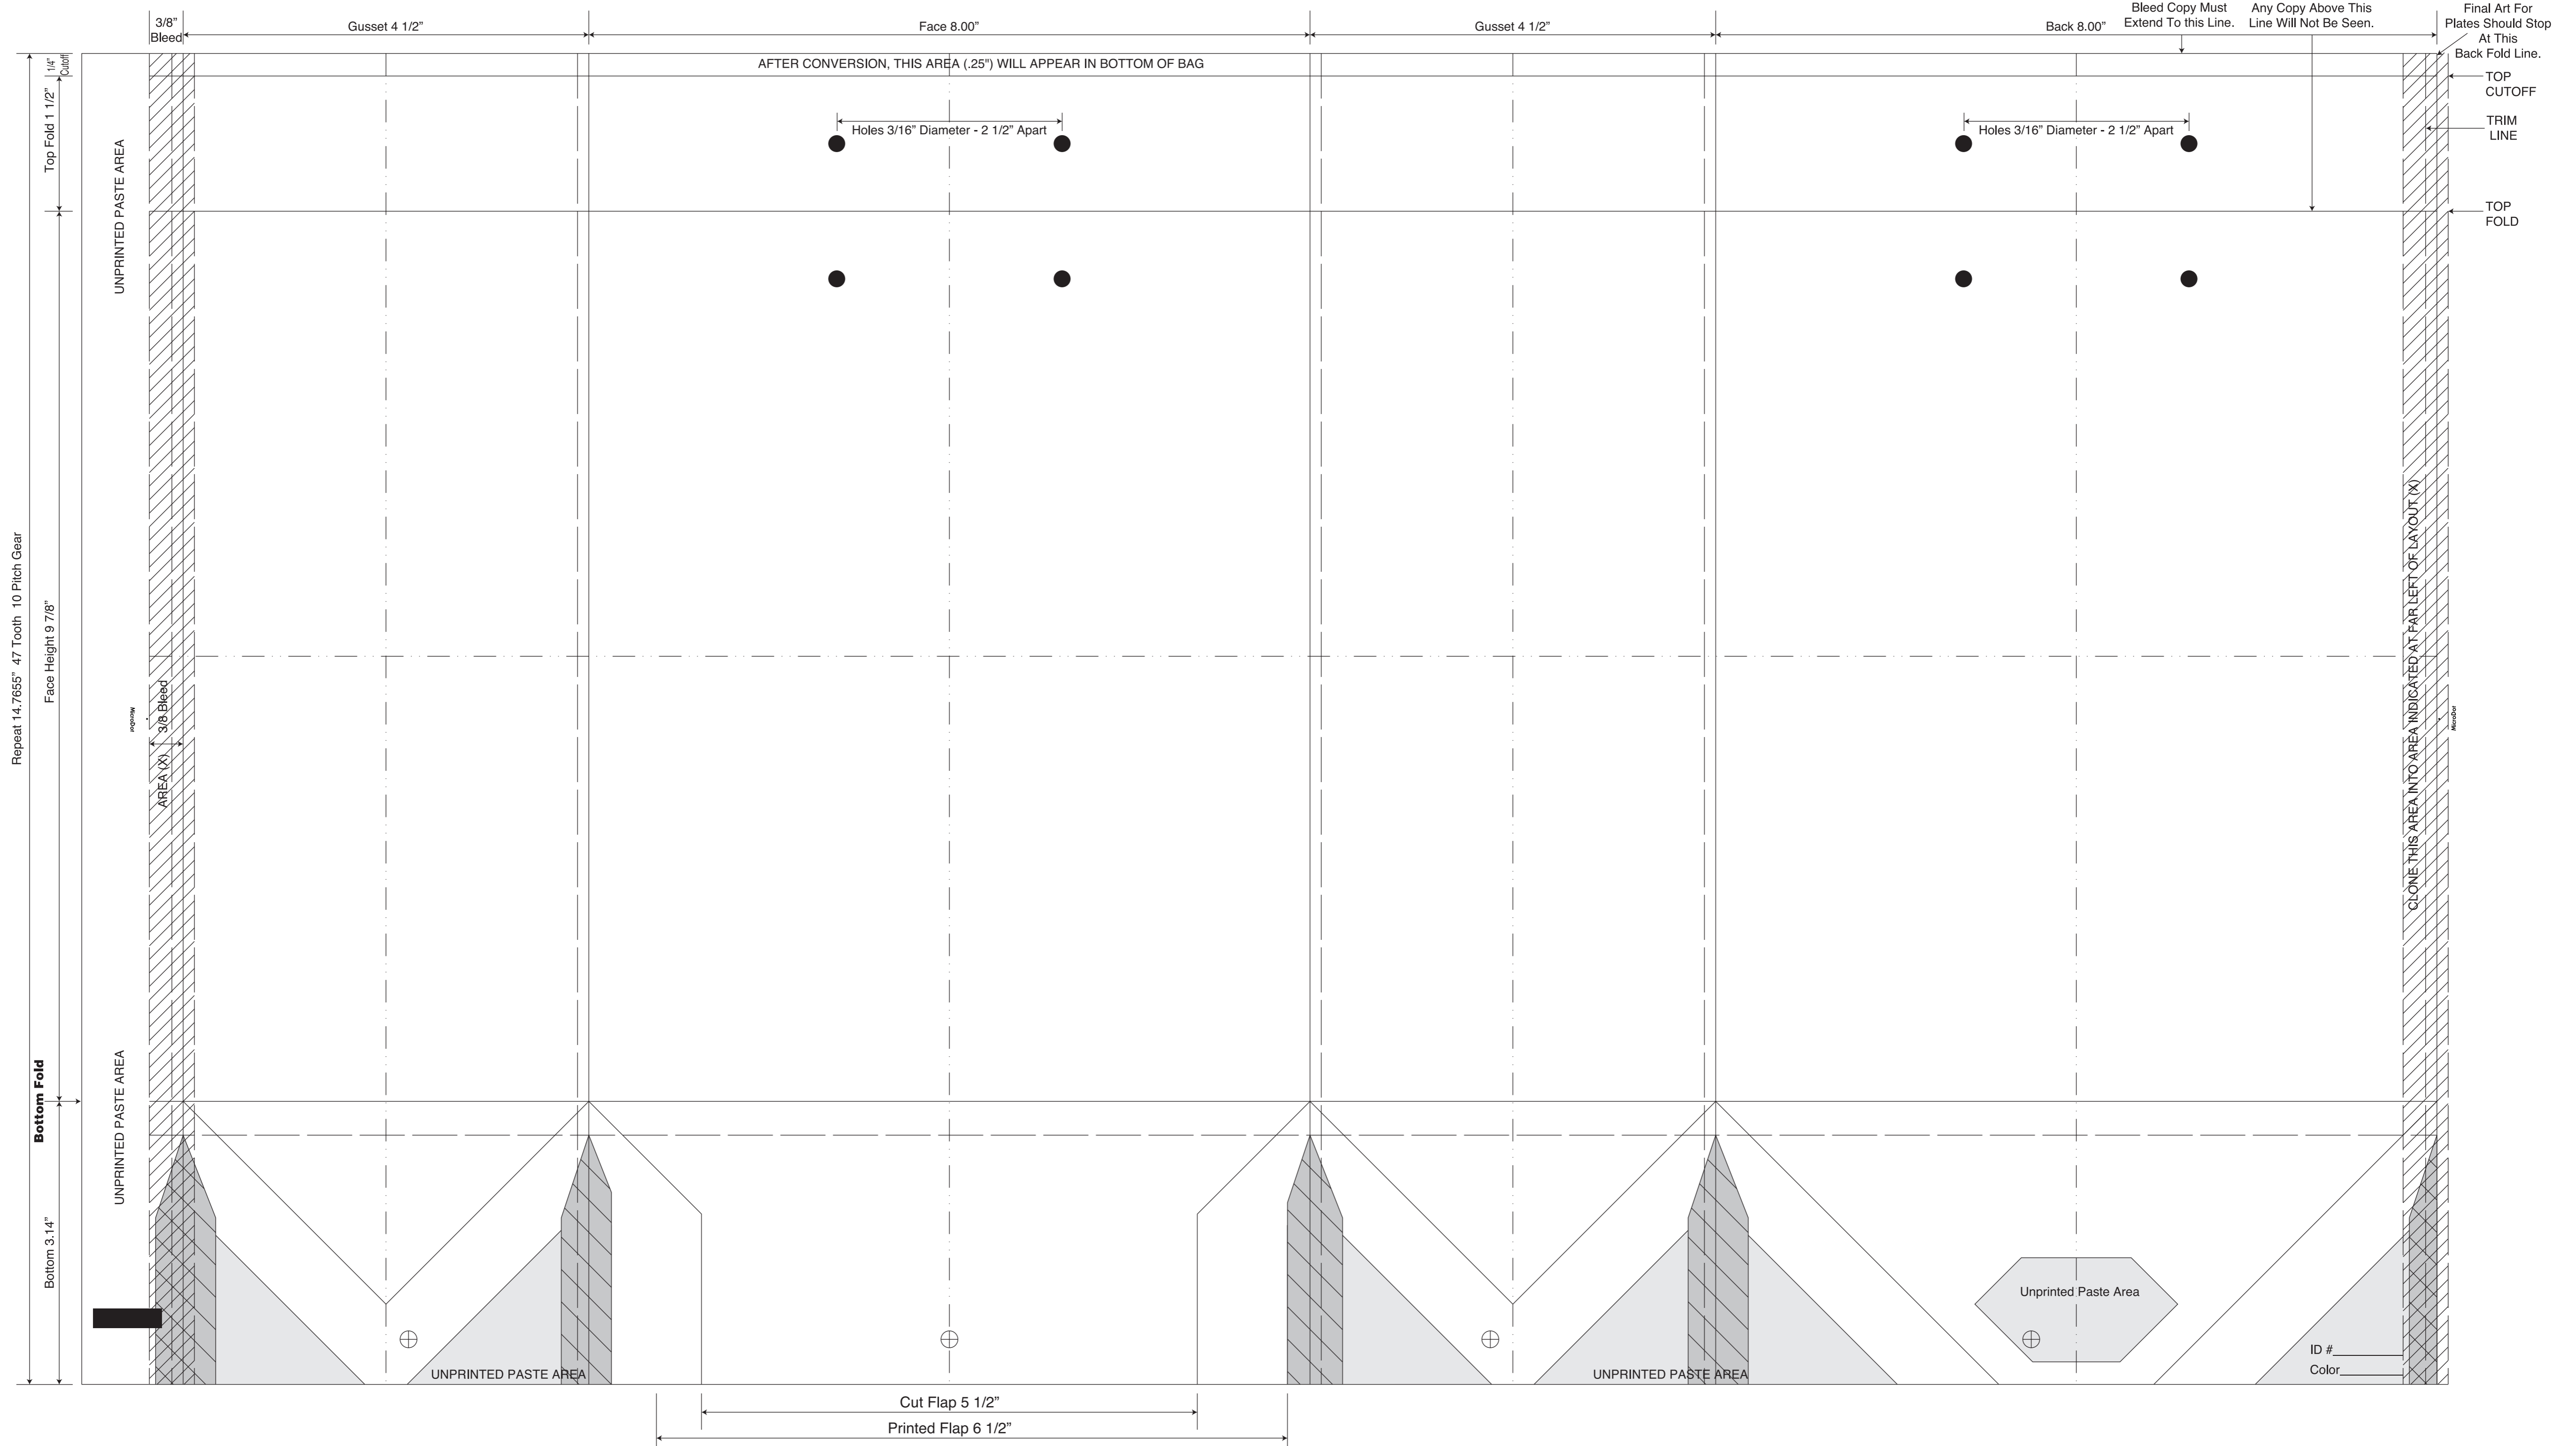 3/8”
Bleed
Gusset 4 1/2”
Face 8.00”
Gusset 4 1/2”
Back 8.00”
Bleed Copy Must
Extend To this Line.
Any Copy Above This
Line Will Not Be Seen.
Final Art For
Plates Should Stop
At This
Back Fold Line.
1/4”
Cutoff
AFTER CONVERSION, THIS AREA (.25") WILL APPEAR IN BOTTOM OF BAG
TOP
CUTOFF
Top Fold 1 1/2”
UNPRINTED PASTE AREA
Holes 3/16” Diameter - 2 1/2” Apart
Holes 3/16” Diameter - 2 1/2” Apart
TRIM
LINE
TOP
FOLD
Repeat 14.7655” 47 Tooth 10 Pitch Gear
Face Height 9 7/8”
MicroDot
3/8 Bleed
AREA (X)
CLONE THIS AREA INTO AREA INDICATED AT FAR LEFT OF LAYOUT (X)
MicroDot
Bottom Fold
UNPRINTED PASTE AREA
Bottom 3.14”
Unprinted Paste Area
UNPRINTED PASTE AREA
UNPRINTED PASTE AREA
ID #
Color
Cut Flap 5 1/2”
Printed Flap 6 1/2”